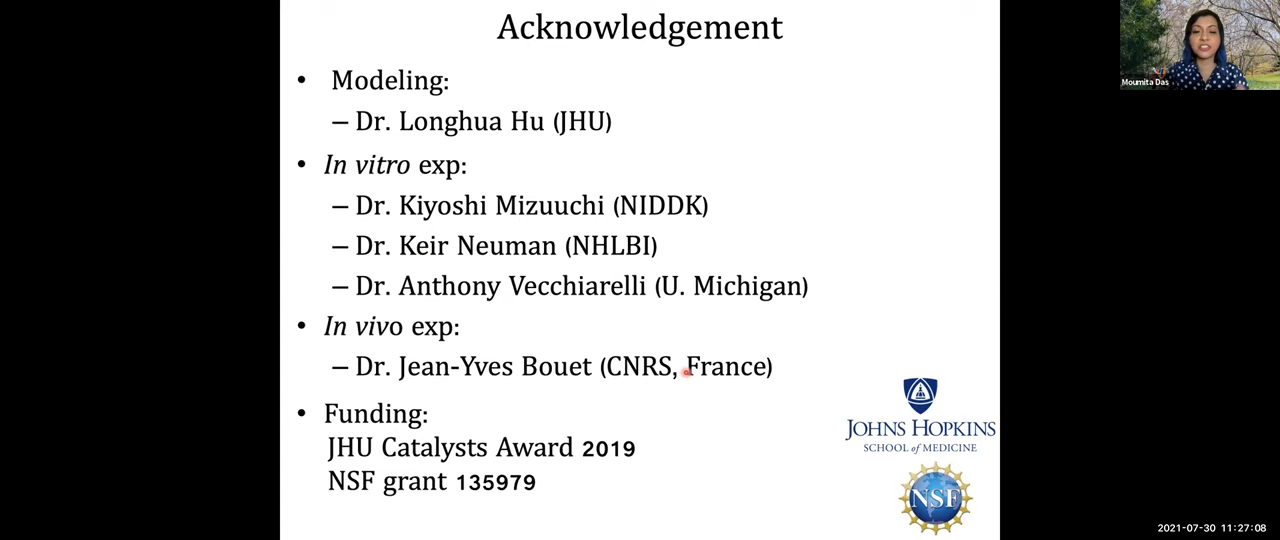 Acknowledgement
• Modeling:
– Dr. Longhua Hu (JHU)
• In vitro exp:
– Dr. Kiyoshi Mizuuchi (NIDDK)
– Dr. Keir Neuman (NHLBI)
– Dr. Anthony Vecchiarelli (U. Michigan)
• In vivo exp:
– Dr. Jean-Yves Bouet (CNRS, France)
• Funding:
JHU Catalysts Award 2019
NSF grant 135979
JOHNS HOPKINS
SCHOOL of MEDICINE
NSF
Moumita Das
2021-07-30 11:27:08